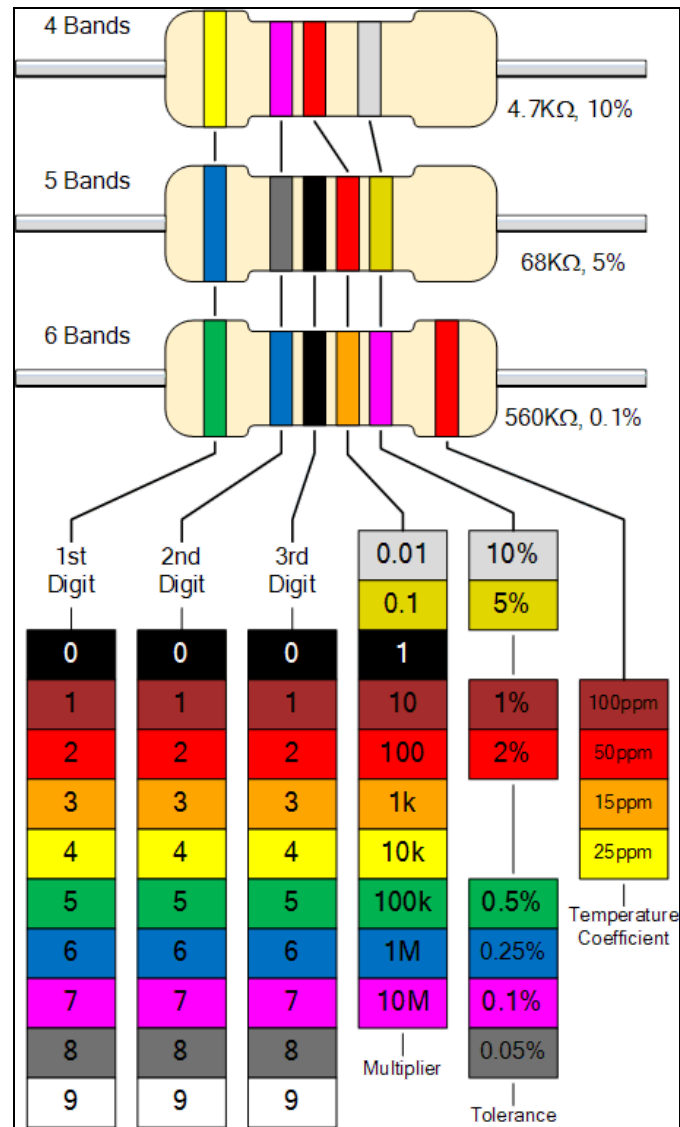 4 Bands
4.7KΩ, 10%
5 Bands
68KΩ, 5%
6 Bands
560KΩ, 0.1%
1st
Digit
2nd
Digit
3rd
Digit
0.01
10%
0.1
5%
0 0 0 1
1 1 1 10 1% 100ppm
2 2 2 100 2% 50ppm
3 3 3 1k 15ppm
4 4 4 10k 25ppm
5 5 5 100k 0.5%
Temperature
Coefficient
6 6 6 1M 0.25%
7 7 7 10M 0.1%
8 8 8 0.05%
Multiplier
9 9 9
Tolerance